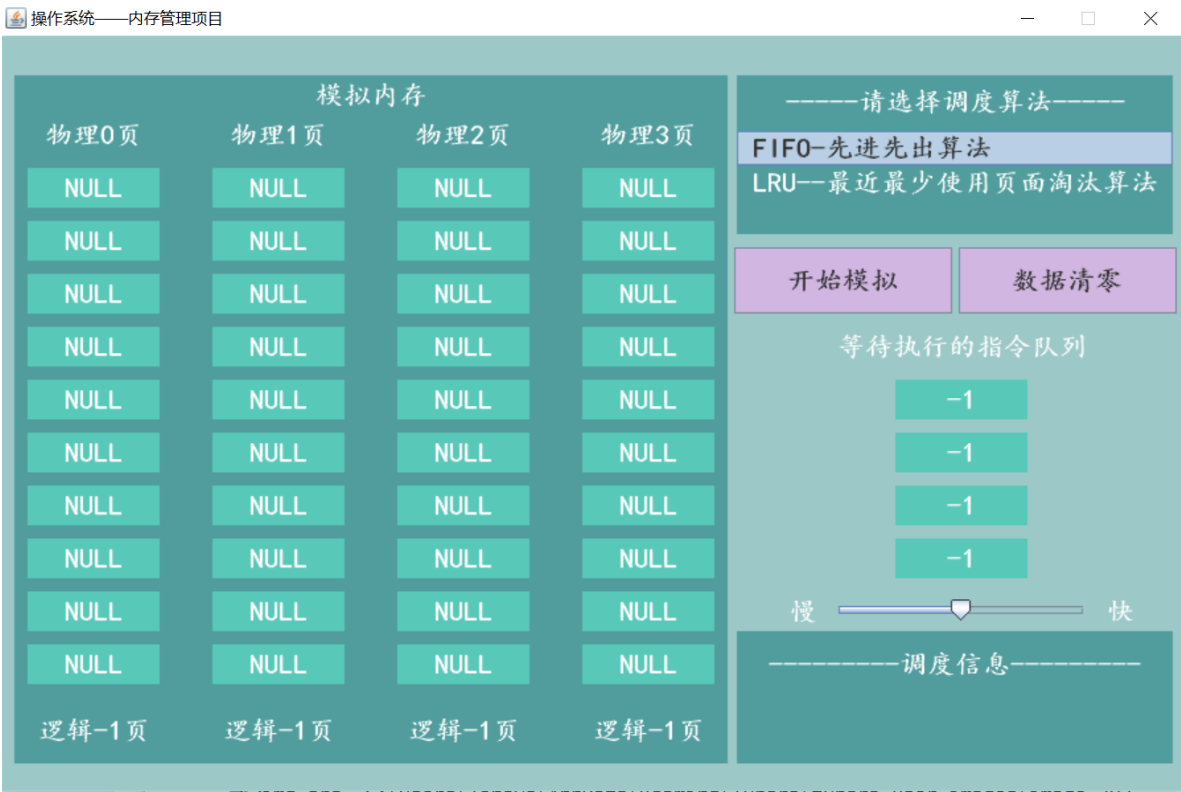 操作系统——内存管理项目
模拟内存
物理0页 物理1页 物理2页 物理3页
NULL NULL NULL NULL
NULL NULL NULL NULL
NULL NULL NULL NULL
NULL NULL NULL NULL
NULL NULL NULL NULL
NULL NULL NULL NULL
NULL NULL NULL NULL
NULL NULL NULL NULL
NULL NULL NULL NULL
NULL NULL NULL NULL
逻辑-1页 逻辑-1页 逻辑-1页 逻辑-1页
-----请选择调度算法-----
FIFO-先进先出算法
LRU--最近最少使用页面淘汰算法
开始模拟 数据清零
等待执行的指令队列
-1
-1
-1
-1
慢 快
---------调度信息---------